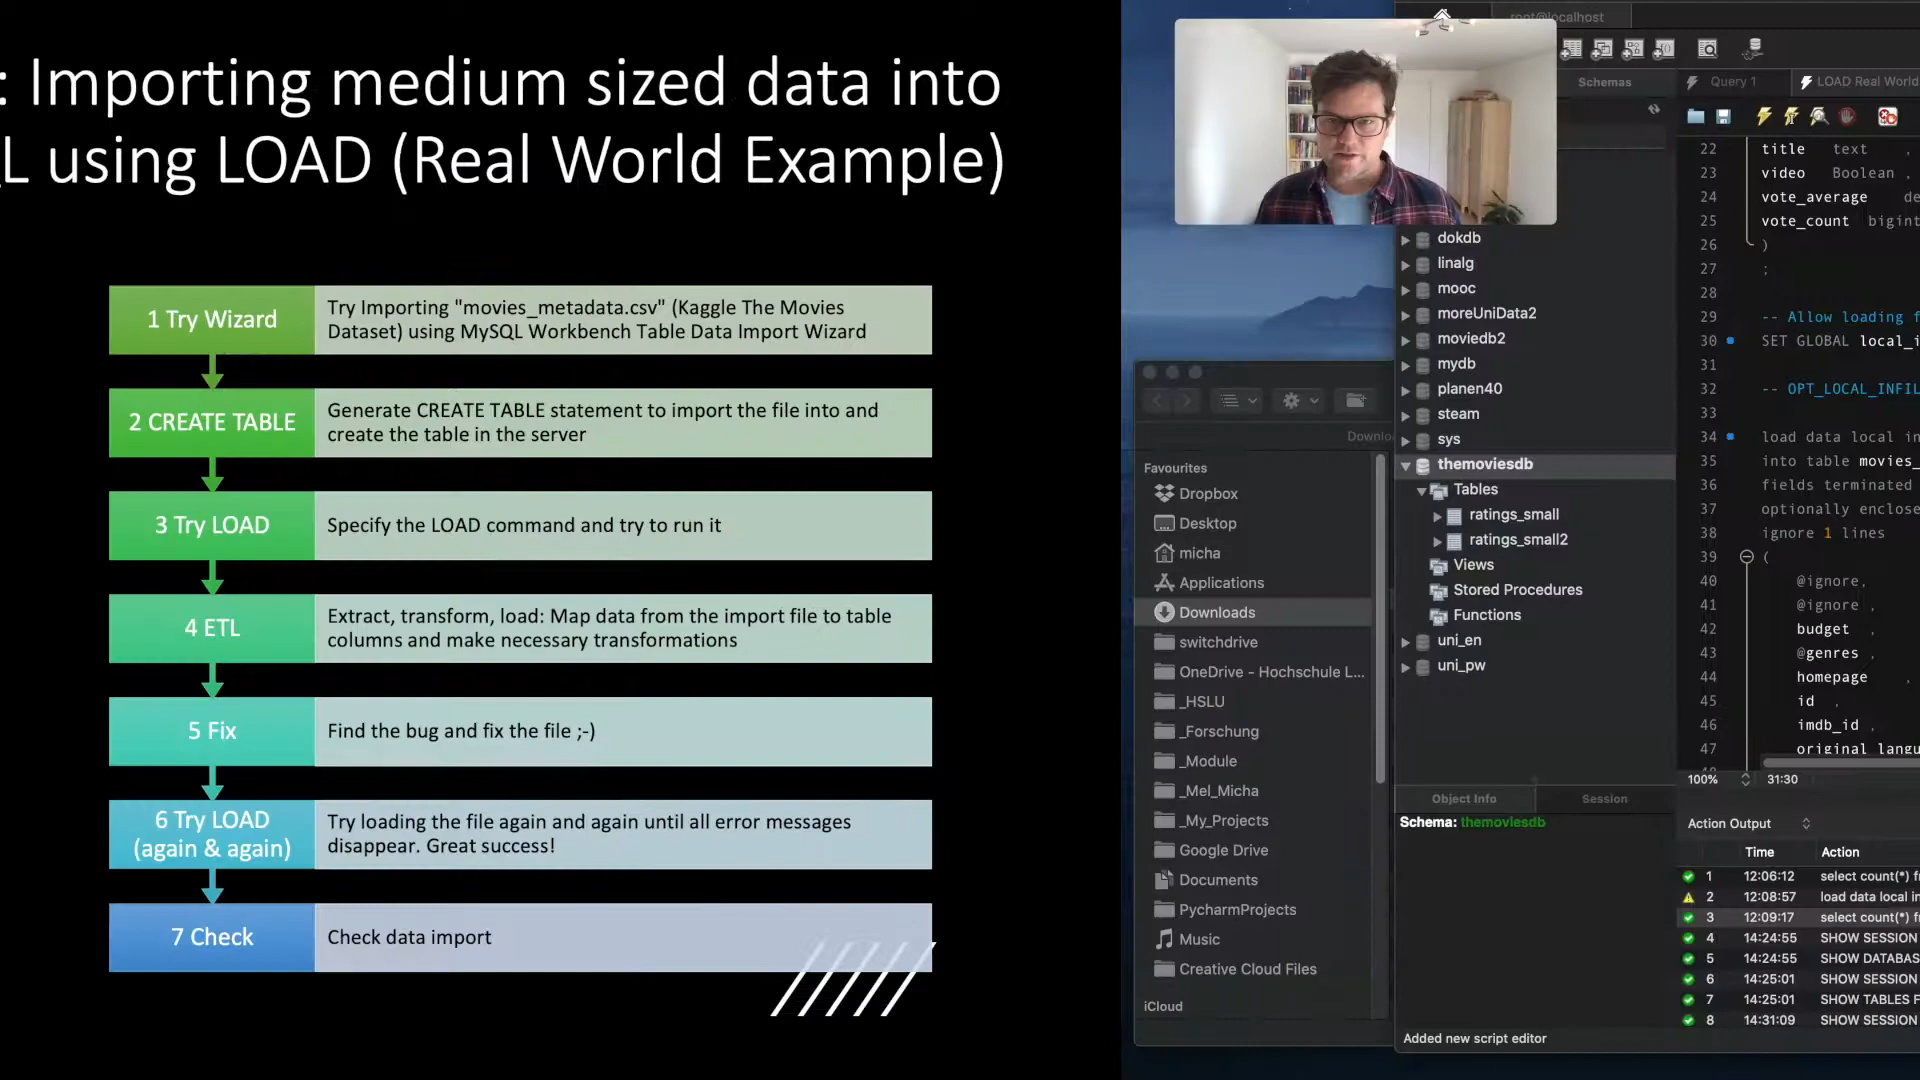 : Importing medium sized data into
L using LOAD (Real World Example)
1 Try Wizard
Try Importing "movies_metadata.csv" (Kaggle The Movies
Dataset) using MySQL Workbench Table Data Import Wizard
2 CREATE TABLE
Generate CREATE TABLE statement to import the file into and
create the table in the server
3 Try LOAD
Specify the LOAD command and try to run it
4 ETL
Extract, transform, load: Map data from the import file to table
columns and make necessary transformations
5 Fix
Find the bug and fix the file ;-)
6 Try LOAD
(again & again)
Try loading the file again and again until all error messages
disappear. Great success!
7 Check
Check data import
Downlo
Favourites
Dropbox
Desktop
micha
Applications
Downloads
switchdrive
OneDrive - Hochschule L...
_HSLU
_Forschung
_Module
_Mel_Micha
_My_Projects
Google Drive
Documents
PycharmProjects
Music
Creative Cloud Files
iCloud
root@localhost
Schemas
dokdb
linalg
mooc
moreUniData2
moviedb2
mydb
planen40
steam
sys
themoviesdb
Tables
ratings_small
ratings_small2
Views
Stored Procedures
Functions
uni_en
uni_pw
Object Info
Session
Schema: themoviesdb
Added new script editor
Query 1
LOAD Real World
22 title text ,
23 video Boolean ,
24 vote_average de
25 vote_count bigint
26 )
27 ;
28
29 -- Allow loading f
30 SET GLOBAL local_i
31
32 -- OPT_LOCAL_INFIL
33
34 load data local in
35 into table movies_
36 fields terminated
37 optionally enclose
38 ignore 1 lines
39 (
40 @ignore,
41 @ignore ,
42 budget ,
43 @genres ,
44 homepage ,
45 id ,
46 imdb_id ,
47 original_langu
100% 31:30
Action Output
Time Action
1 12:06:12 select count(*) f
2 12:08:57 load data local in
3 12:09:17 select count(*) f
4 14:24:55 SHOW SESSION
5 14:24:55 SHOW DATABAS
6 14:25:01 SHOW SESSION
7 14:25:01 SHOW TABLES F
8 14:31:09 SHOW SESSION